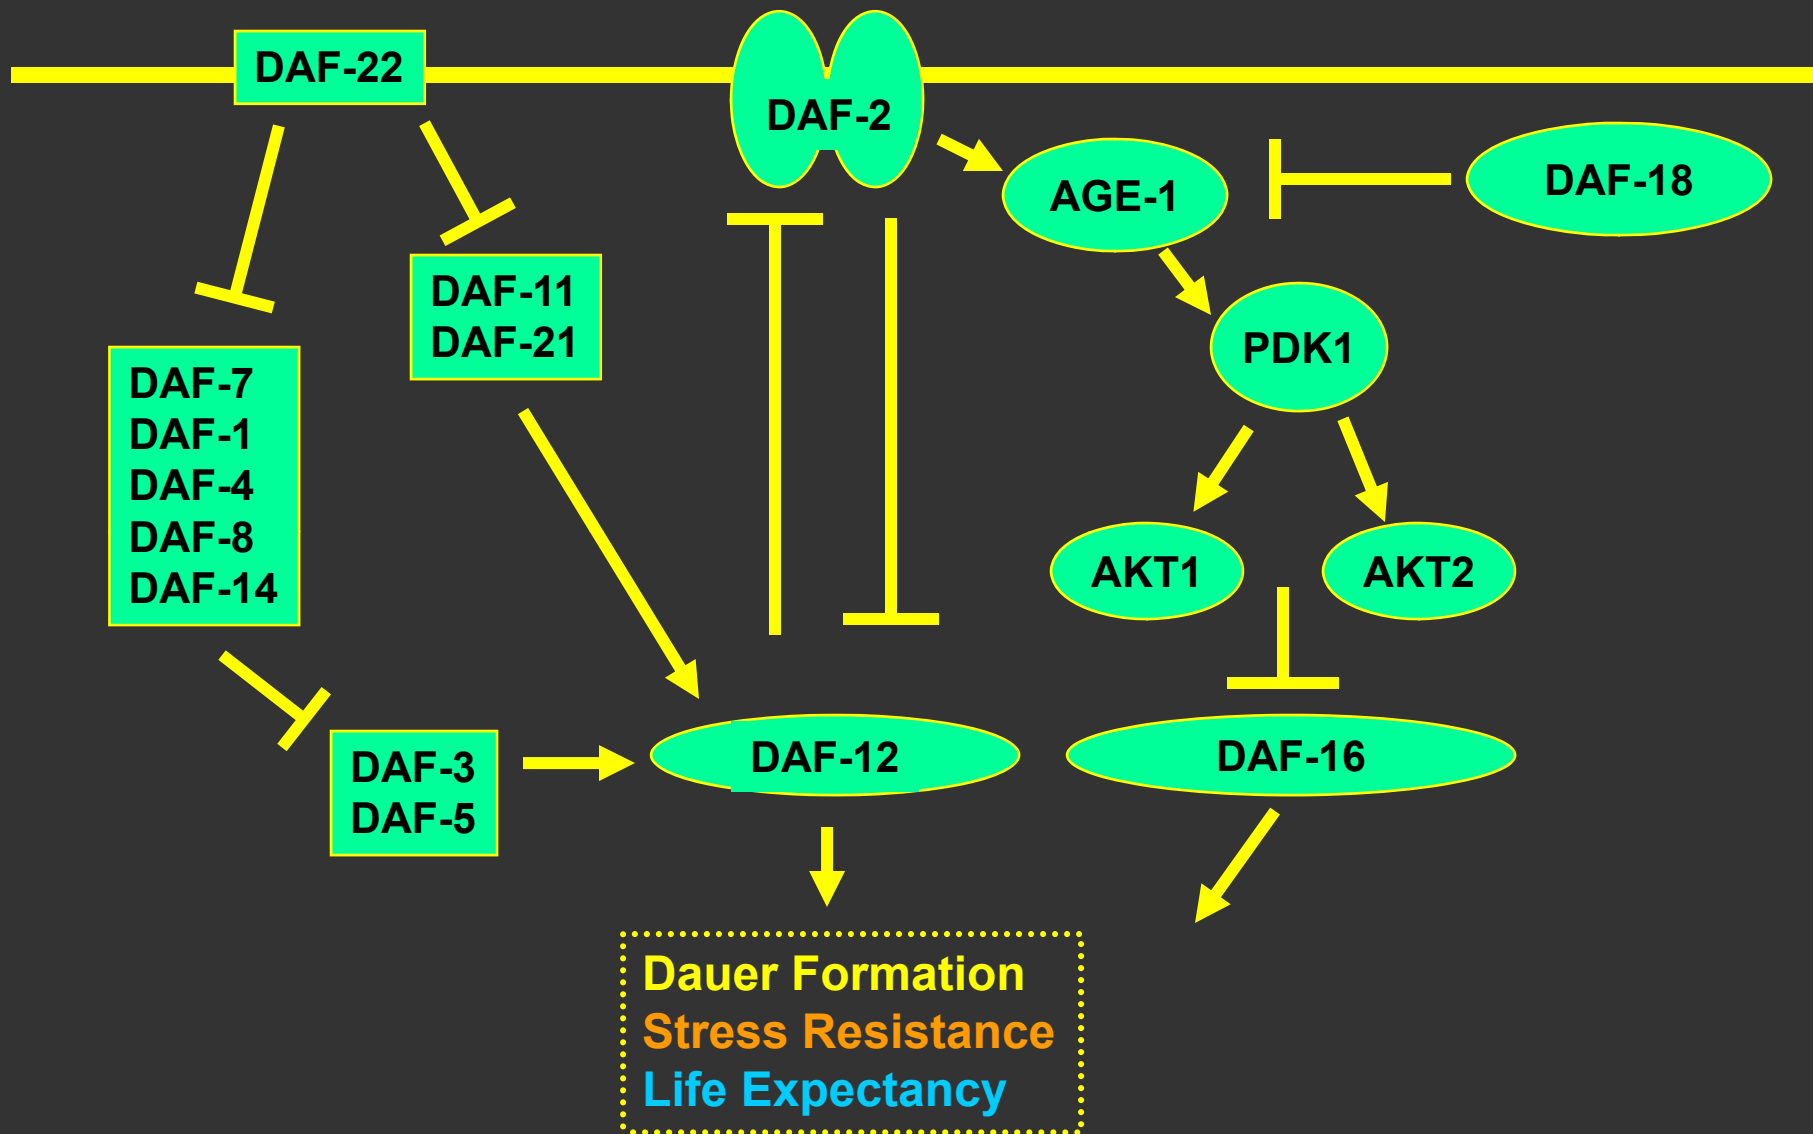 DAF-22
DAF-2
AGE-1
DAF-18
DAF-11
DAF-21
PDK1
DAF-7
DAF-1
DAF-4
DAF-8
DAF-14
AKT1
AKT2
DAF-3
DAF-5
DAF-12
DAF-16
Dauer Formation
Stress Resistance
Life Expectancy